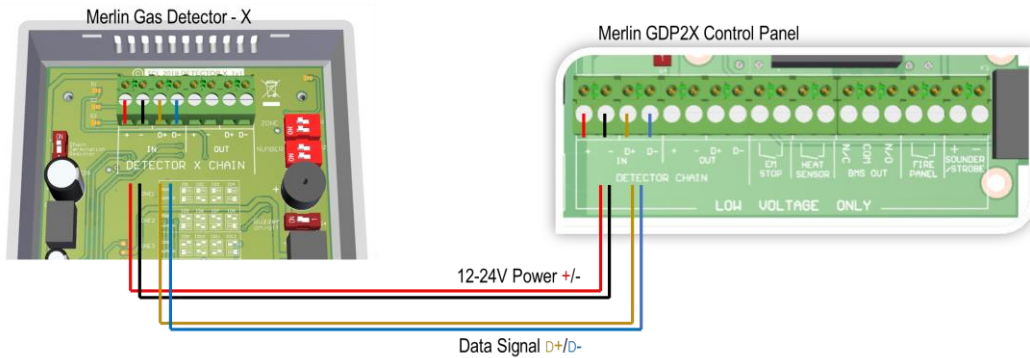 Merlin Gas Detector - X
Merlin GDP2X Control Panel
ZONE
NUMBER
+ - D+ D- + - D+ D-
IN OUT
DETECTOR X CHAIN
+ - D+ D- + - D+ D-
IN OUT
DETECTOR CHAIN
EM STOP
HEAT SENSOR
N/C COM N/O
BMS OUT
FIRE PANEL
+ -
SOUNDER /STROBE
LOW VOLTAGE ONLY
12-24V Power +/-
Data Signal D+/D-